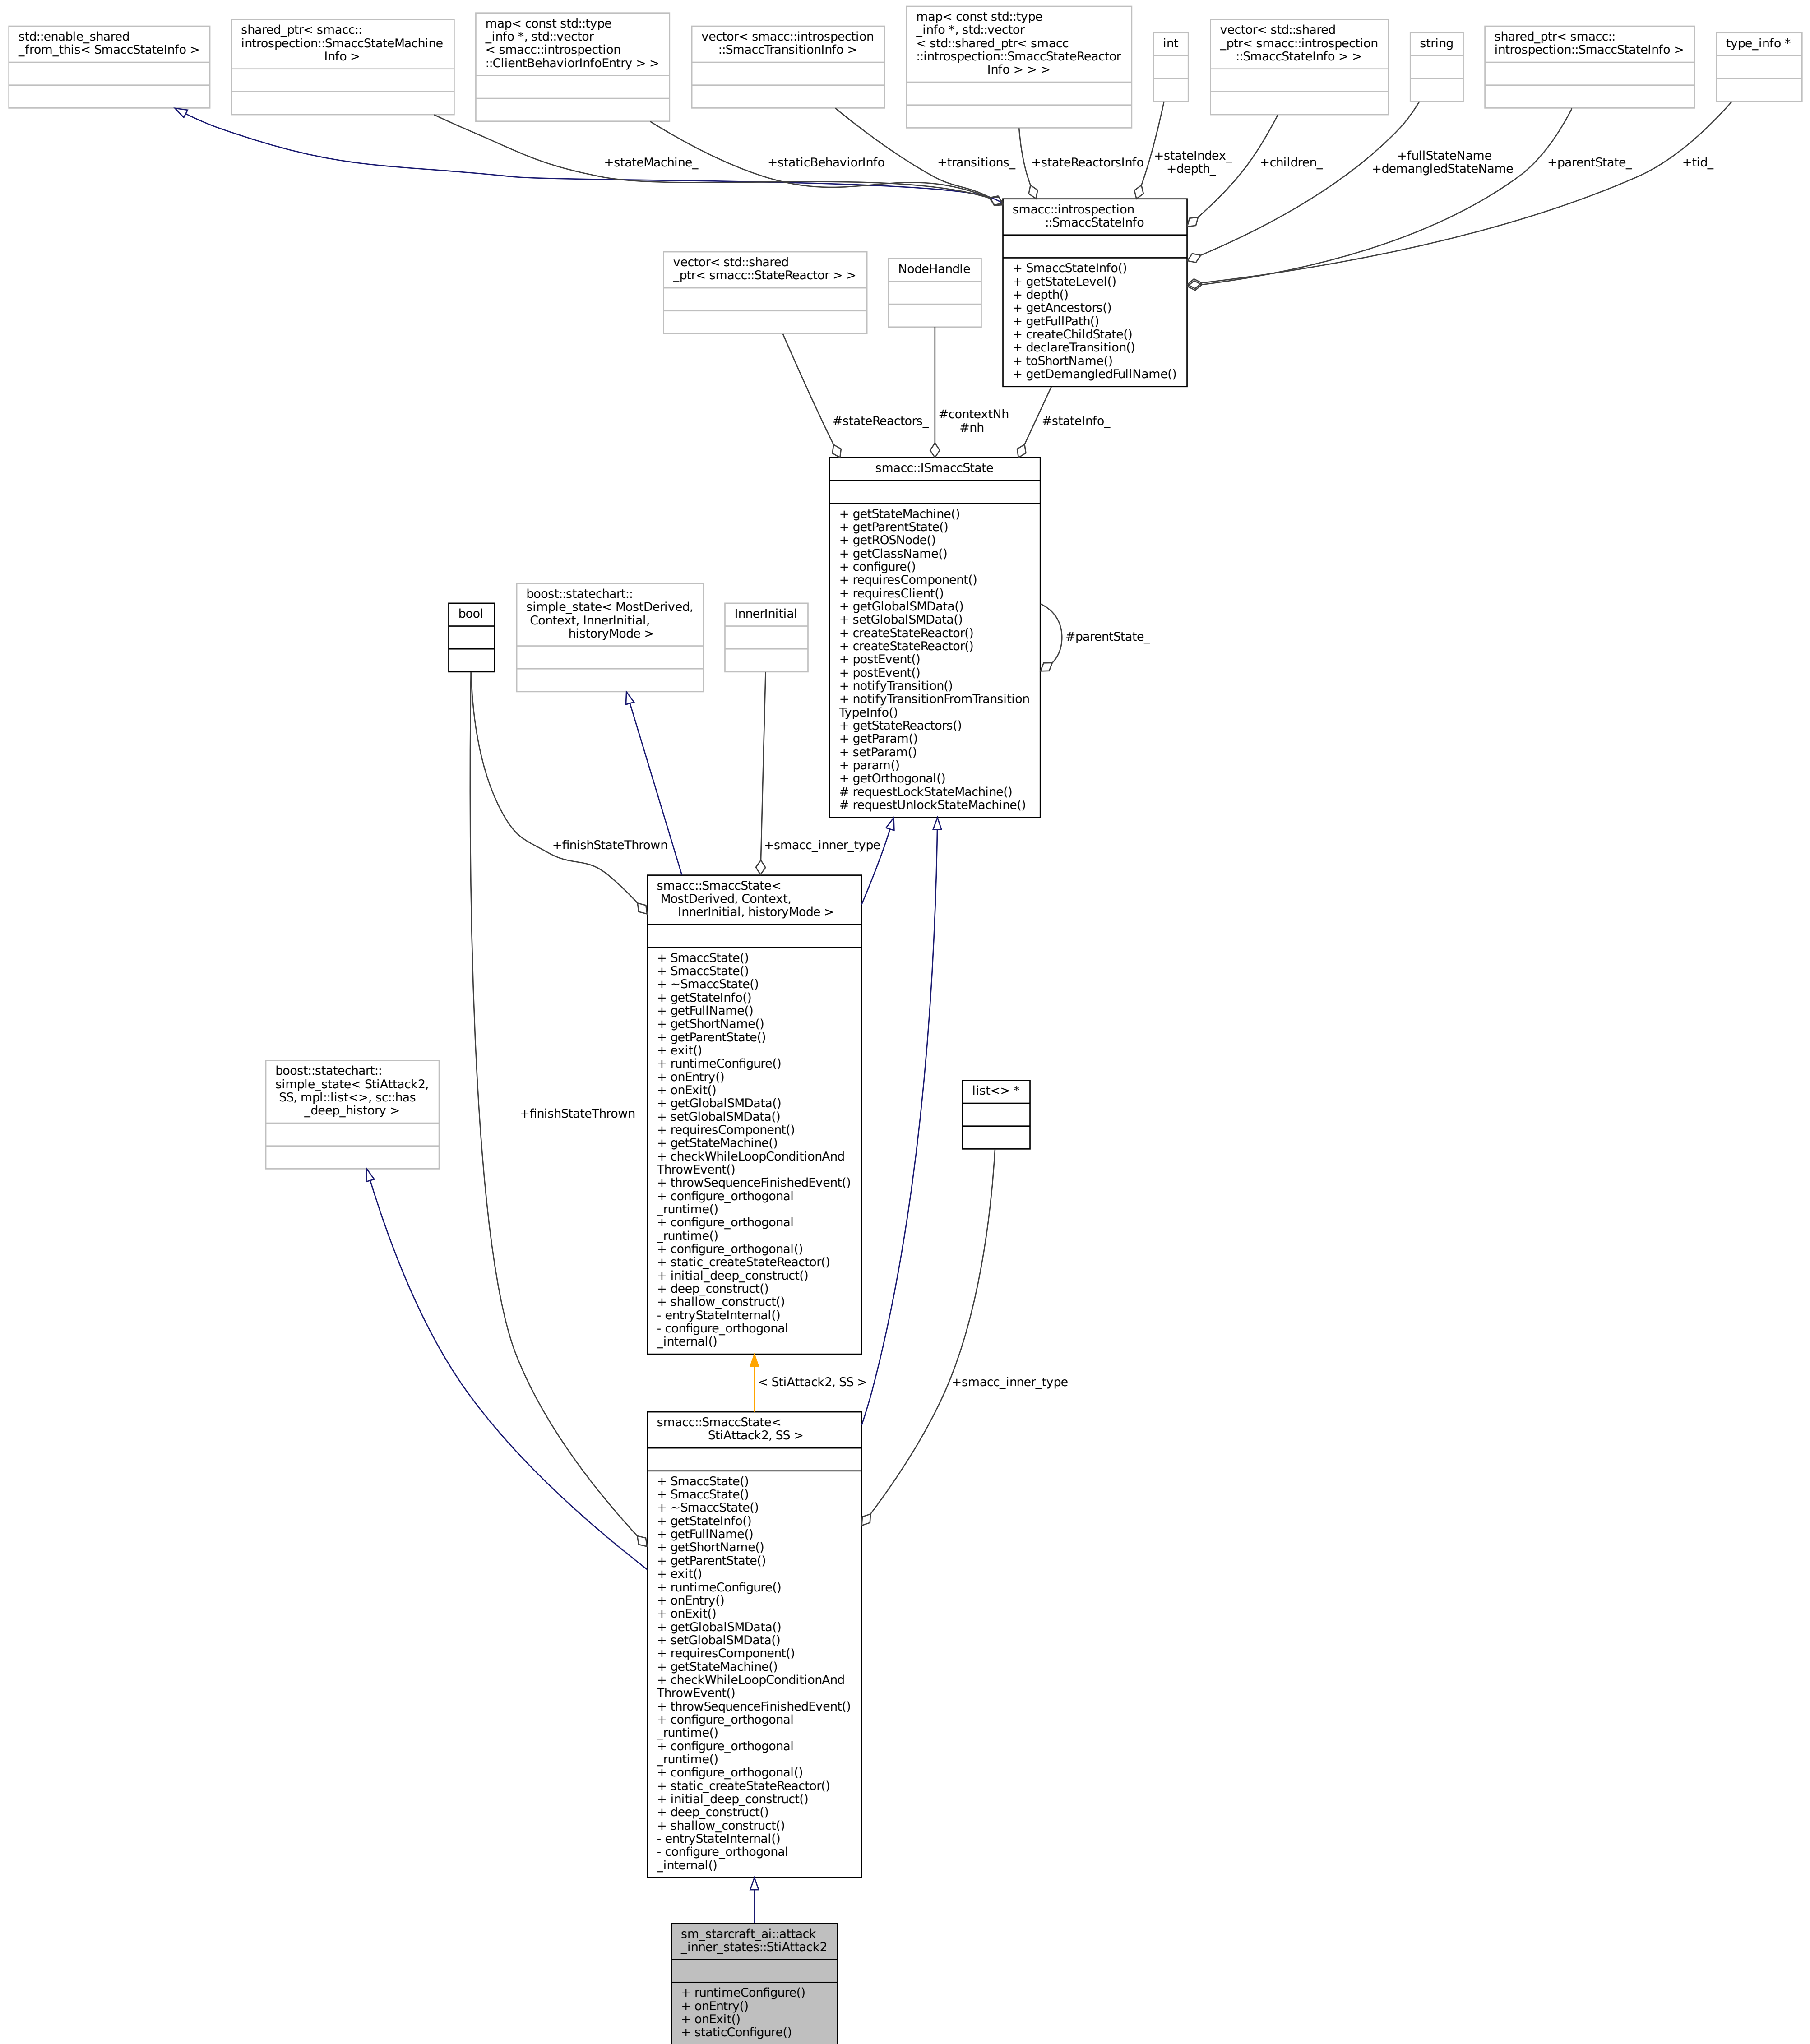 std::enable_shared
_from_this< SmaccStateInfo >
shared_ptr< smacc::
introspection::SmaccStateMachine
Info >
map< const std::type
_info *, std::vector
< smacc::introspection
::ClientBehaviorInfoEntry > >
vector< smacc::introspection
::SmaccTransitionInfo >
map< const std::type
_info *, std::vector
< std::shared_ptr< smacc
::introspection::SmaccStateReactor
Info > > >
int
vector< std::shared
_ptr< smacc::introspection
::SmaccStateInfo > >
string
shared_ptr< smacc::
introspection::SmaccStateInfo >
type_info *
+stateMachine_
+staticBehaviorInfo
+transitions_
+stateReactorsInfo
+stateIndex_
+depth_
+children_
+fullStateName
+demangledStateName
+parentState_
+tid_
smacc::introspection
::SmaccStateInfo
+ SmaccStateInfo()
+ getStateLevel()
+ depth()
+ getAncestors()
+ getFullPath()
+ createChildState()
+ declareTransition()
+ toShortName()
+ getDemangledFullName()
vector< std::shared
_ptr< smacc::StateReactor > >
NodeHandle
#stateReactors_
#contextNh
#nh
#stateInfo_
smacc::ISmaccState
+ getStateMachine()
+ getParentState()
+ getROSNode()
+ getClassName()
+ configure()
+ requiresComponent()
+ requiresClient()
+ getGlobalSMData()
+ setGlobalSMData()
+ createStateReactor()
+ createStateReactor()
+ postEvent()
+ postEvent()
+ notifyTransition()
+ notifyTransitionFromTransition
TypeInfo()
+ getStateReactors()
+ getParam()
+ setParam()
+ param()
+ getOrthogonal()
# requestLockStateMachine()
# requestUnlockStateMachine()
#parentState_
bool
boost::statechart::
simple_state< MostDerived,
Context, InnerInitial,
historyMode >
InnerInitial
+finishStateThrown
+smacc_inner_type
smacc::SmaccState<
MostDerived, Context,
InnerInitial, historyMode >
+ SmaccState()
+ SmaccState()
+ ~SmaccState()
+ getStateInfo()
+ getFullName()
+ getShortName()
+ getParentState()
+ exit()
+ runtimeConfigure()
+ onEntry()
+ onExit()
+ getGlobalSMData()
+ setGlobalSMData()
+ requiresComponent()
+ getStateMachine()
+ checkWhileLoopConditionAnd
ThrowEvent()
+ throwSequenceFinishedEvent()
+ configure_orthogonal
_runtime()
+ configure_orthogonal
_runtime()
+ configure_orthogonal()
+ static_createStateReactor()
+ initial_deep_construct()
+ deep_construct()
+ shallow_construct()
- entryStateInternal()
- configure_orthogonal
_internal()
boost::statechart::
simple_state< StiAttack2,
SS, mpl::list<>, sc::has
_deep_history >
+finishStateThrown
list<> *
< StiAttack2, SS >
+smacc_inner_type
smacc::SmaccState<
StiAttack2, SS >
+ SmaccState()
+ SmaccState()
+ ~SmaccState()
+ getStateInfo()
+ getFullName()
+ getShortName()
+ getParentState()
+ exit()
+ runtimeConfigure()
+ onEntry()
+ onExit()
+ getGlobalSMData()
+ setGlobalSMData()
+ requiresComponent()
+ getStateMachine()
+ checkWhileLoopConditionAnd
ThrowEvent()
+ throwSequenceFinishedEvent()
+ configure_orthogonal
_runtime()
+ configure_orthogonal
_runtime()
+ configure_orthogonal()
+ static_createStateReactor()
+ initial_deep_construct()
+ deep_construct()
+ shallow_construct()
- entryStateInternal()
- configure_orthogonal
_internal()
sm_starcraft_ai::attack
_inner_states::StiAttack2
+ runtimeConfigure()
+ onEntry()
+ onExit()
+ staticConfigure()